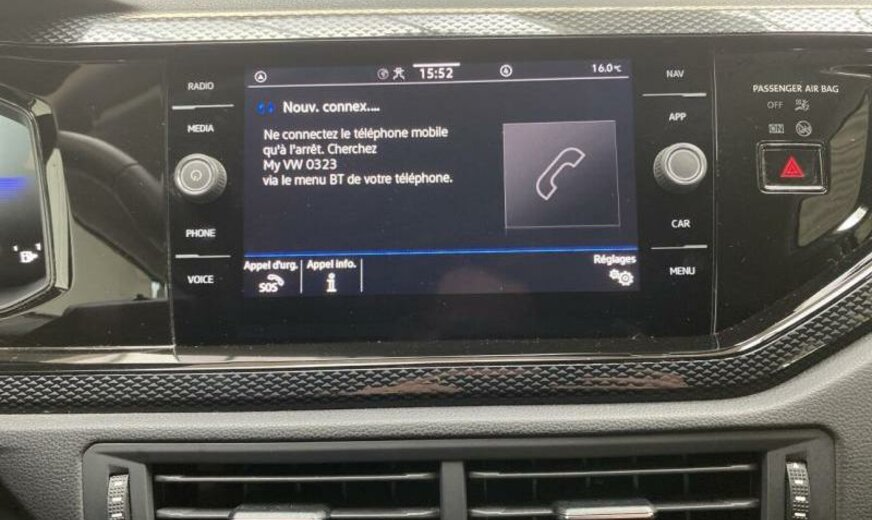 15:52
16.0°C
Nouv. connex....
Ne connectez le téléphone mobile
qu'à l'arrêt. Cherchez
My VW 0323
via le menu BT de votre téléphone.
Appel d'urg.
SOS
Appel info.
i
Réglages
RADIO
MEDIA
PHONE
VOICE
NAV
APP
CAR
MENU
PASSENGER AIR BAG
OFF
ON